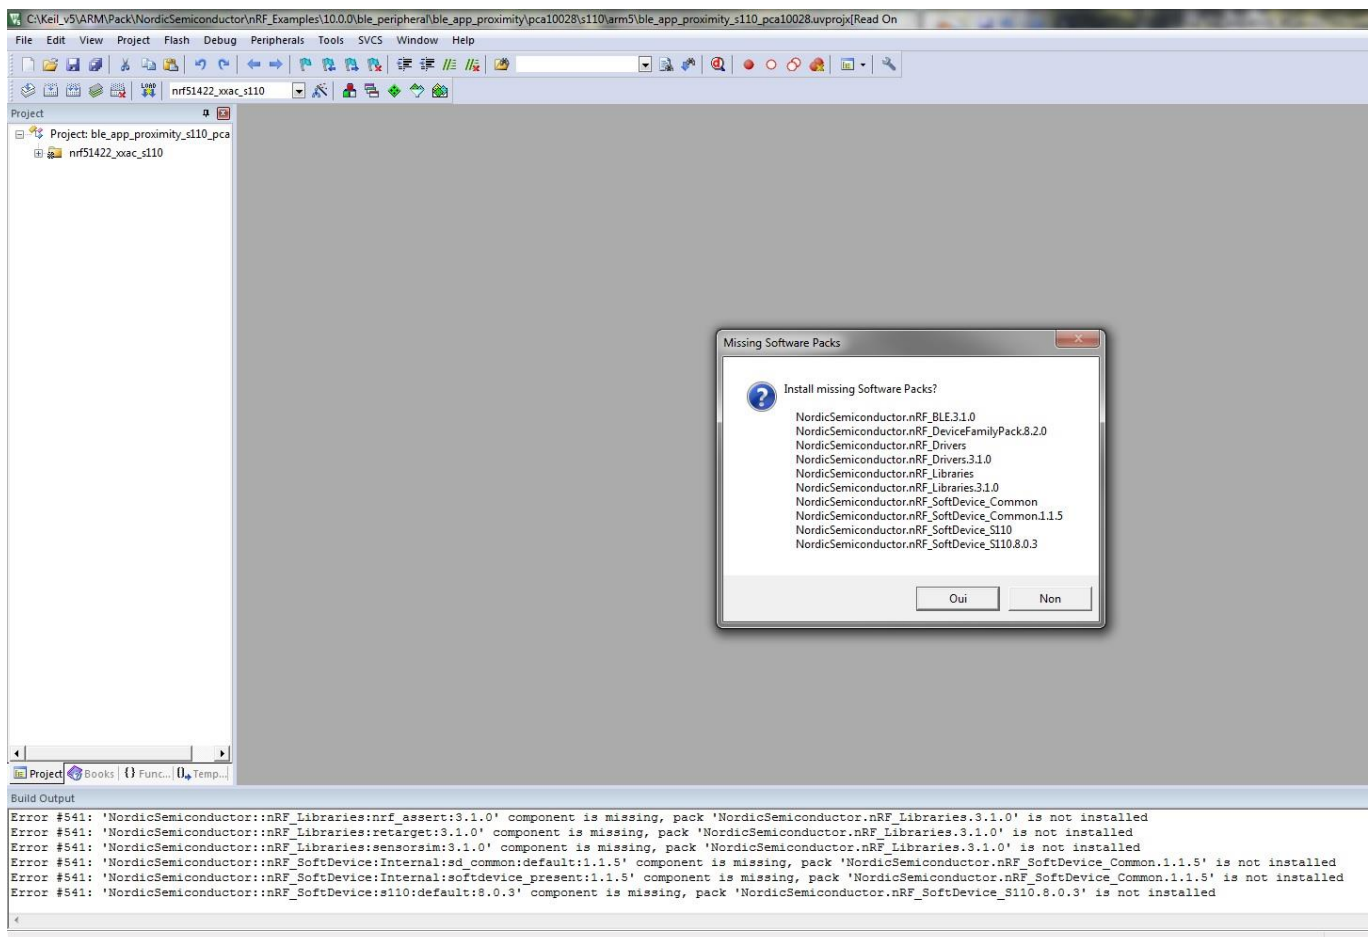 C:\Keil_v5\ARM\Pack\NordicSemiconductor\nRF_Examples\10.0.0\ble_peripheral\ble_app_proximity\pca10028\s110\arm5\ble_app_proximity_s110_pca10028.uvprojx[Read On
File Edit View Project Flash Debug Peripherals Tools SVCS Window Help
LOAD nrf51422_xxac_s110
Project
Project: ble_app_proximity_s110_pca
nrf51422_xxac_s110
Missing Software Packs
Install missing Software Packs?
NordicSemiconductor.nRF_BLE.3.1.0
NordicSemiconductor.nRF_DeviceFamilyPack.8.2.0
NordicSemiconductor.nRF_Drivers
NordicSemiconductor.nRF_Drivers.3.1.0
NordicSemiconductor.nRF_Libraries
NordicSemiconductor.nRF_Libraries.3.1.0
NordicSemiconductor.nRF_SoftDevice_Common
NordicSemiconductor.nRF_SoftDevice_Common.1.1.5
NordicSemiconductor.nRF_SoftDevice_S110
NordicSemiconductor.nRF_SoftDevice_S110.8.0.3
Oui Non
Project Books {} Func... Temp...
Build Output
Error #541: 'NordicSemiconductor::nRF_Libraries:nrf_assert:3.1.0' component is missing, pack 'NordicSemiconductor.nRF_Libraries.3.1.0' is not installed
Error #541: 'NordicSemiconductor::nRF_Libraries:retarget:3.1.0' component is missing, pack 'NordicSemiconductor.nRF_Libraries.3.1.0' is not installed
Error #541: 'NordicSemiconductor::nRF_Libraries:sensorsim:3.1.0' component is missing, pack 'NordicSemiconductor.nRF_Libraries.3.1.0' is not installed
Error #541: 'NordicSemiconductor::nRF_SoftDevice:Internal:sd_common:default:1.1.5' component is missing, pack 'NordicSemiconductor.nRF_SoftDevice_Common.1.1.5' is not installed
Error #541: 'NordicSemiconductor::nRF_SoftDevice:Internal:softdevice_present:1.1.5' component is missing, pack 'NordicSemiconductor.nRF_SoftDevice_Common.1.1.5' is not installed
Error #541: 'NordicSemiconductor::nRF_SoftDevice:s110:default:8.0.3' component is missing, pack 'NordicSemiconductor.nRF_SoftDevice_S110.8.0.3' is not installed